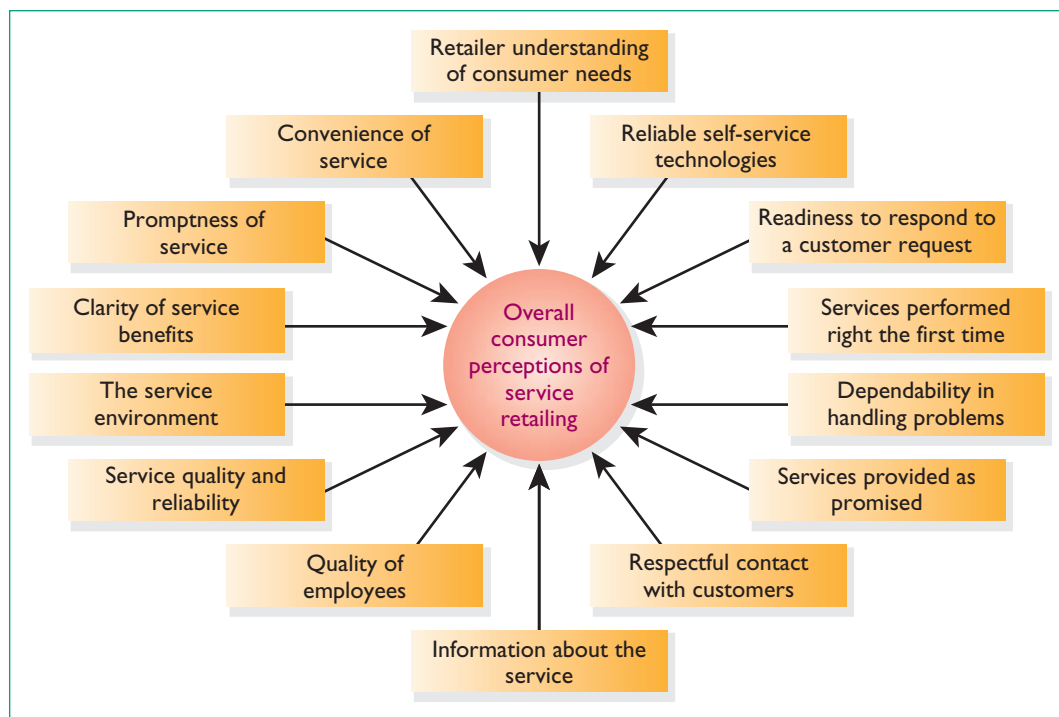 Retailer understanding
of consumer needs
Convenience of
service
Reliable self-service
technologies
Promptness of
service
Readiness to respond to
a customer request
Clarity of service
benefits
Overall
consumer
perceptions of
service
retailing
Services performed
right the first time
The service
environment
Dependability in
handling problems
Service quality and
reliability
Services provided as
promised
Quality of
employees
Respectful contact
with customers
Information about the
service